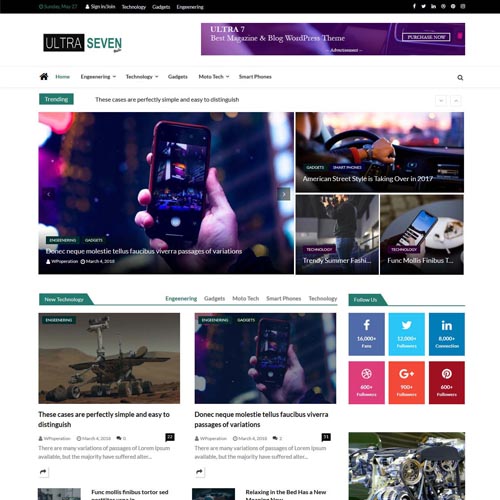 Sunday, May 27
Sign in/Join
Technology
Gadgets
Engeenering
ULTRA SEVEN
ULTRA 7
Best Magazine & Blog WordPress Theme
PURCHASE NOW
- Advertisement -
Home
Engeenering
Technology
Gadgets
Moto Tech
Smart Phones
Trending
These cases are perfectly simple and easy to distinguish
ENGEENERING
GADGETS
Donec neque molestie tellus faucibus viverra passages of variations
WPoperation
March 4, 2018
GADGETS
SMART PHONES
American Street Style is Taking Over in 2017
TECHNOLOGY
Trendy Summer Fashi...
TECHNOLOGY
Func Mollis Finibus T...
New Technology
Engeenering
Gadgets
Moto Tech
Smart Phones
Technology
Follow Us
ENGEENERING
These cases are perfectly simple and easy to
distinguish
WPoperation
March 4, 2018
0
22
There are many variations of passages of Lorem Ipsum
available, but the majority have suffered alter...
ENGEENERING
GADGETS
Donec neque molestie tellus faucibus viverra
passages of variations
WPoperation
March 4, 2018
2
51
There are many variations of passages of Lorem Ipsum
available, but the majority have suffered alter...
16,000+
Fans
12,000+
Followers
8,000+
Connection
600+
Followers
900+
Followers
600+
Followers
Func mollis finibus tortor sed
Relaxing in the Bed Has a New